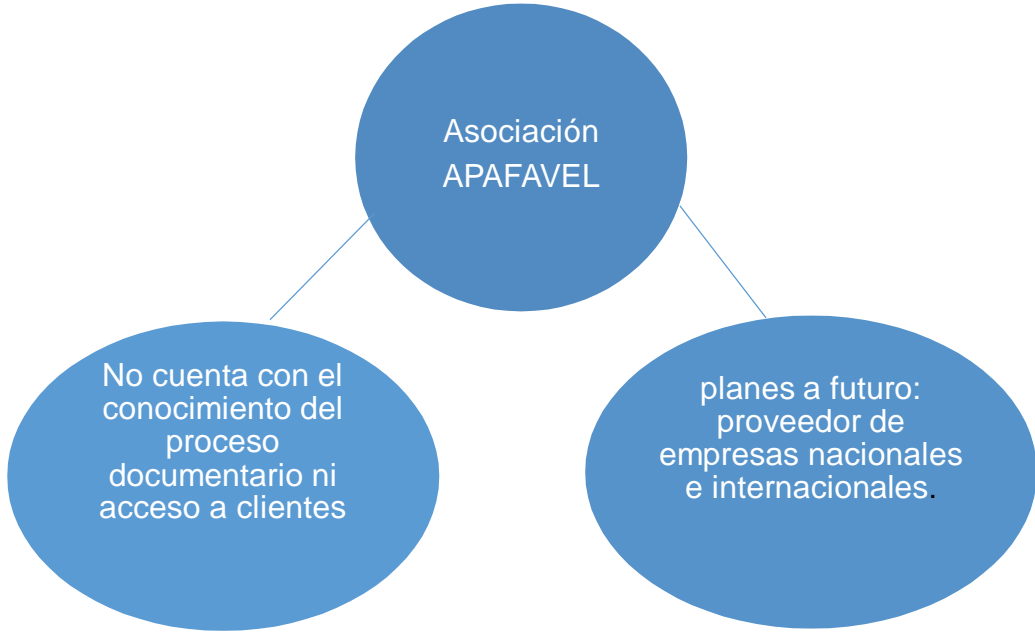 Asociación
APAFAVEL
No cuenta con el
conocimiento del
proceso
documentario ni
acceso a clientes
planes a futuro:
proveedor de
empresas nacionales
e internacionales.